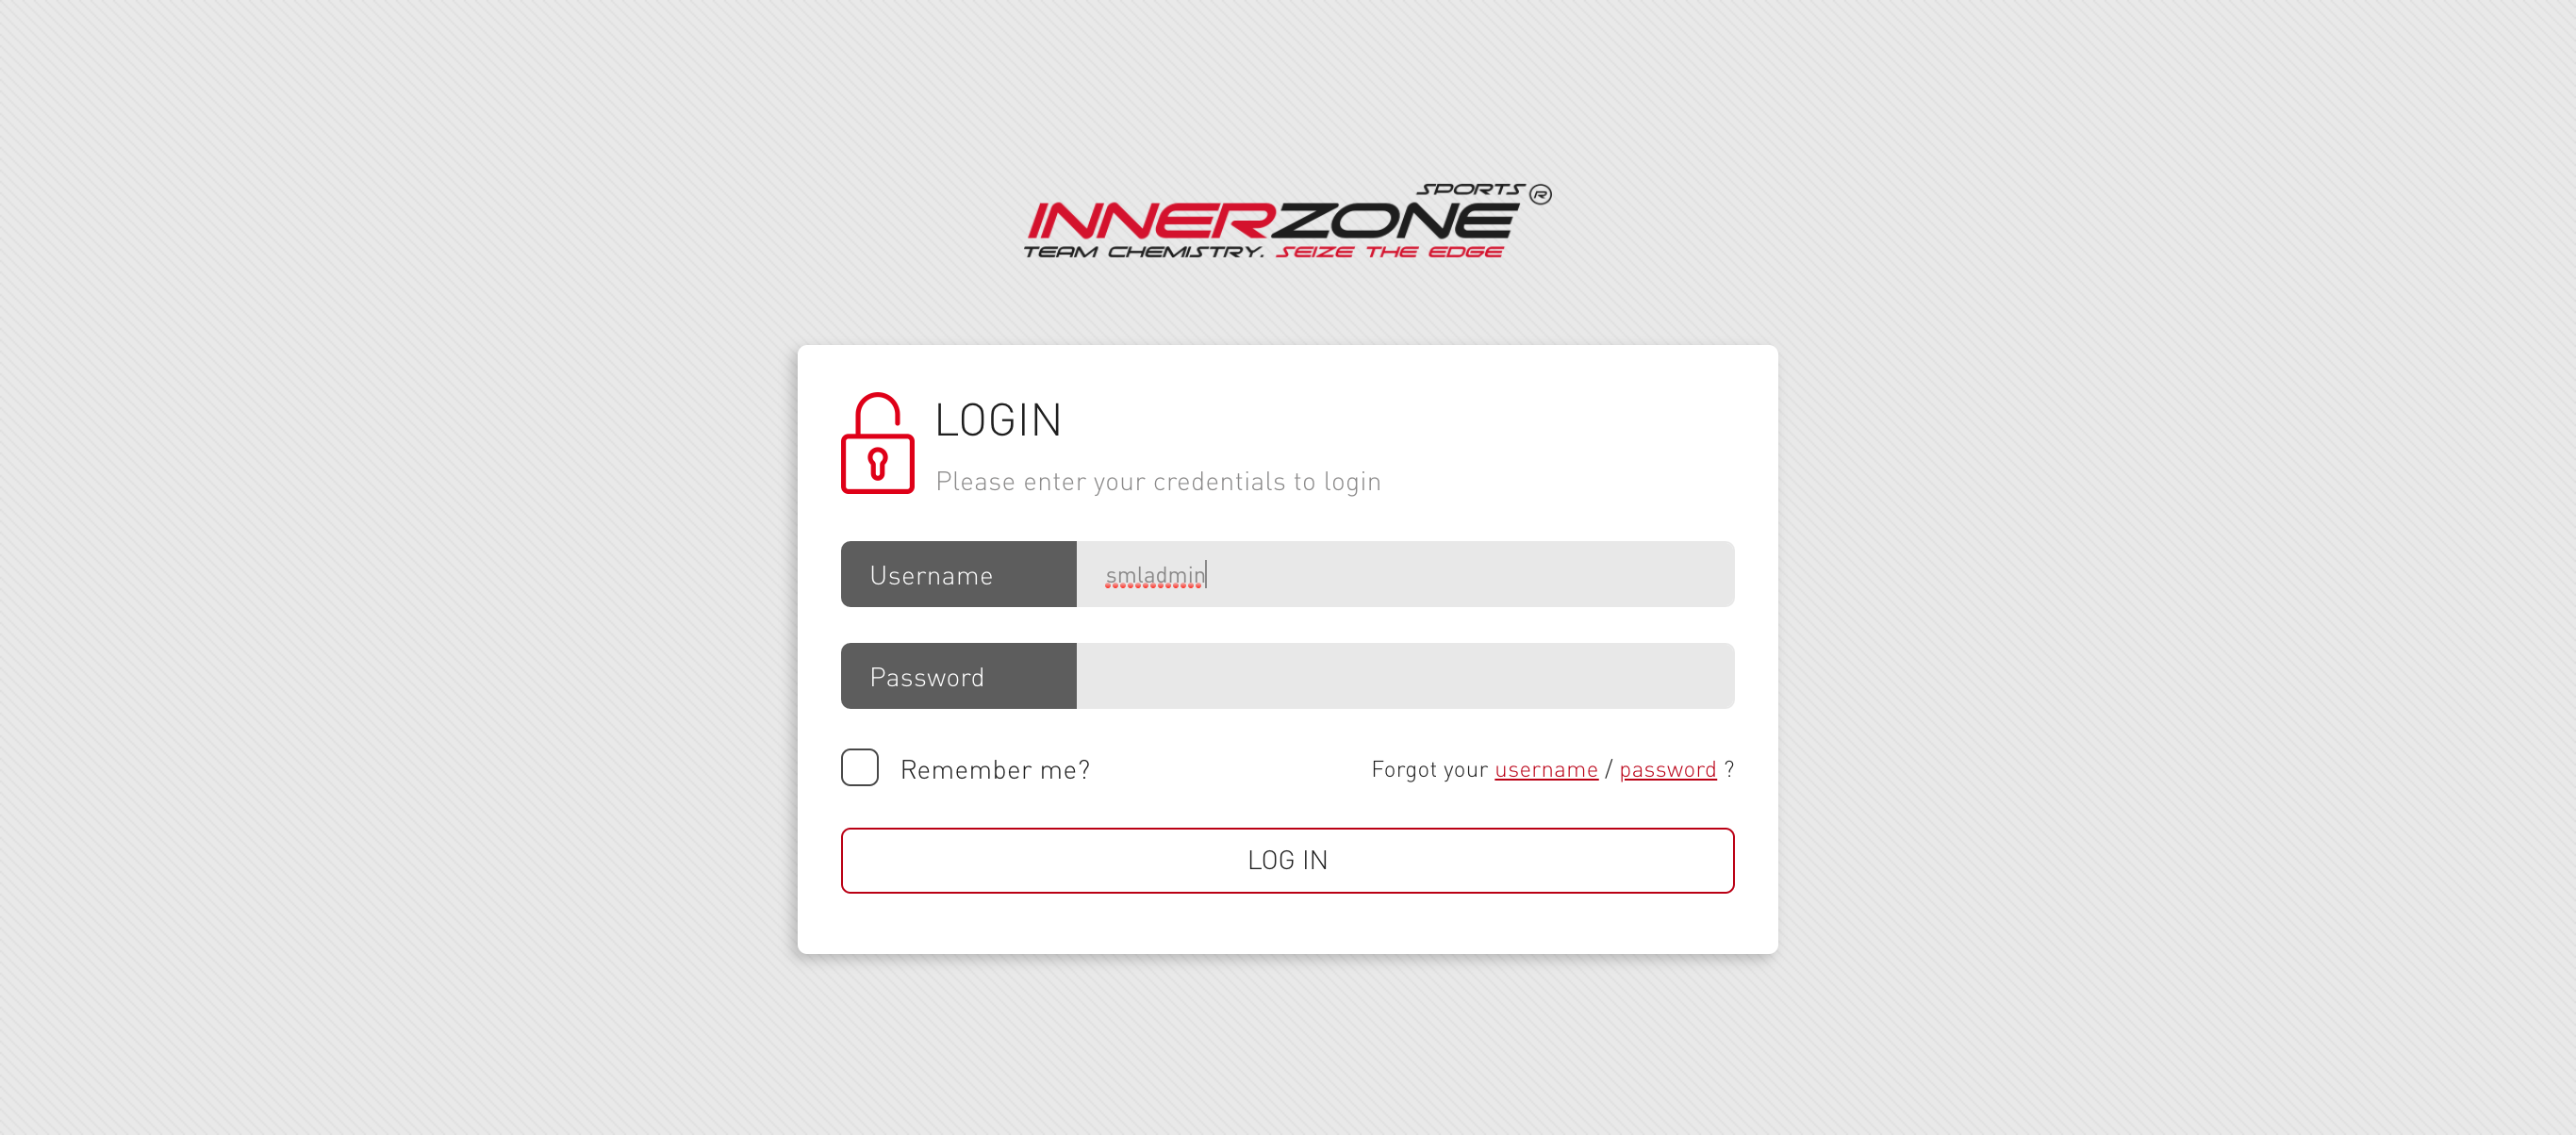 SPORTS ®
INNERZONE
TEAM CHEMISTRY. SEIZE THE EDGE
LOGIN
Please enter your credentials to login
Username
smladmin
Password
Remember me?
Forgot your username / password ?
LOG IN